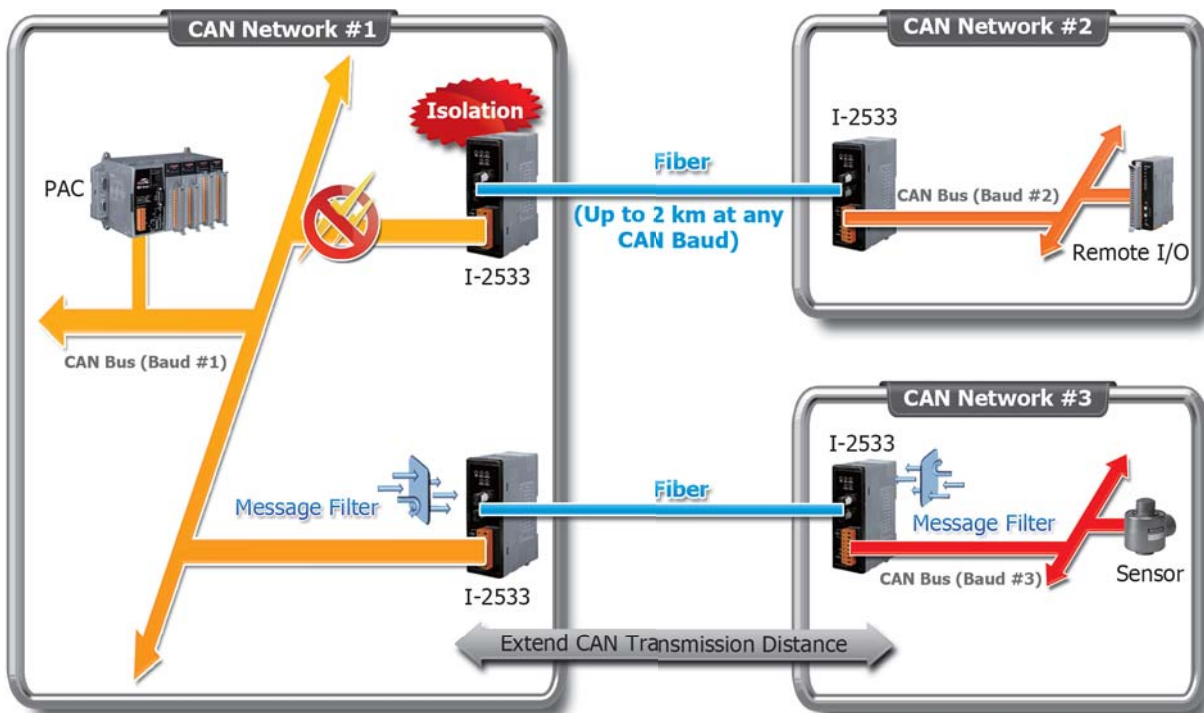 CAN Network #1
Isolation
PAC
I-2533
CAN Bus (Baud #1)
Message Filter
I-2533
Fiber
(Up to 2 km at any
CAN Baud)
Fiber
Extend CAN Transmission Distance
CAN Network #2
I-2533
CAN Bus (Baud #2)
Remote I/O
CAN Network #3
I-2533
Message Filter
CAN Bus (Baud #3)
Sensor